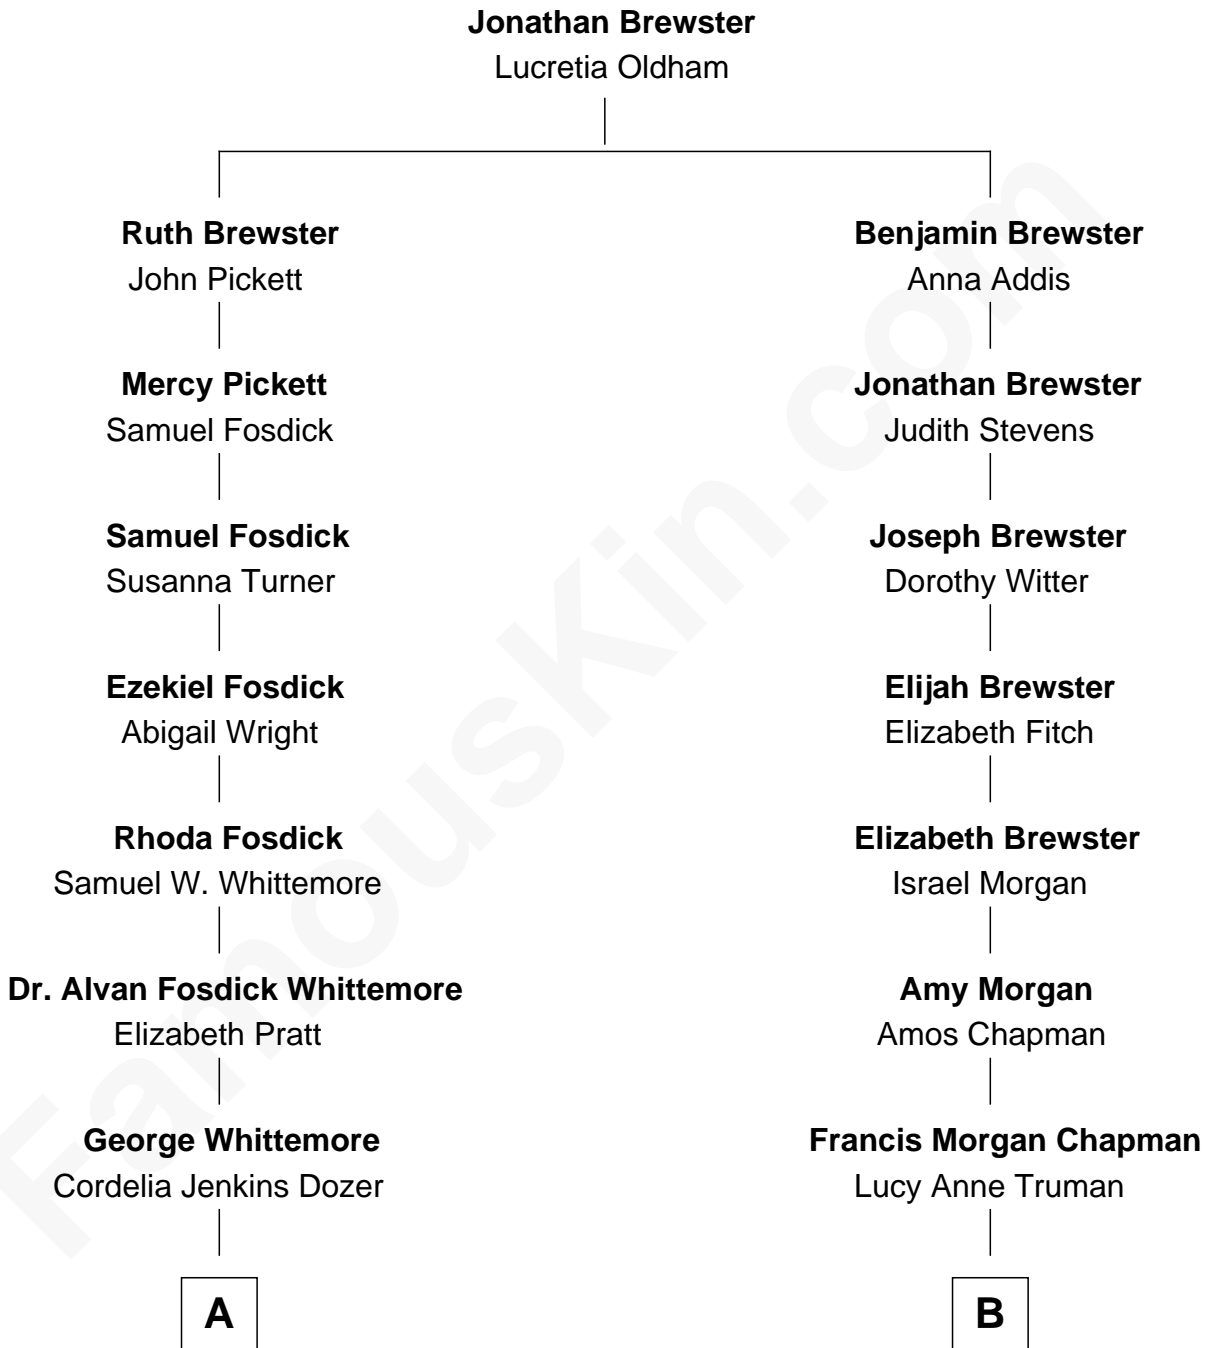 Jonathan Brewster
Lucretia Oldham
Ruth Brewster
John Pickett
Benjamin Brewster
Anna Addis
Mercy Pickett
Samuel Fosdick
Jonathan Brewster
Judith Stevens
Samuel Fosdick
Susanna Turner
Joseph Brewster
Dorothy Witter
Ezekiel Fosdick
Abigail Wright
Elijah Brewster
Elizabeth Fitch
Rhoda Fosdick
Samuel W. Whittemore
Elizabeth Brewster
Israel Morgan
Dr. Alvan Fosdick Whittemore
Elizabeth Pratt
Amy Morgan
Amos Chapman
George Whittemore
Cordelia Jenkins Dozer
Francis Morgan Chapman
Lucy Anne Truman
A
B
FamousKin.com